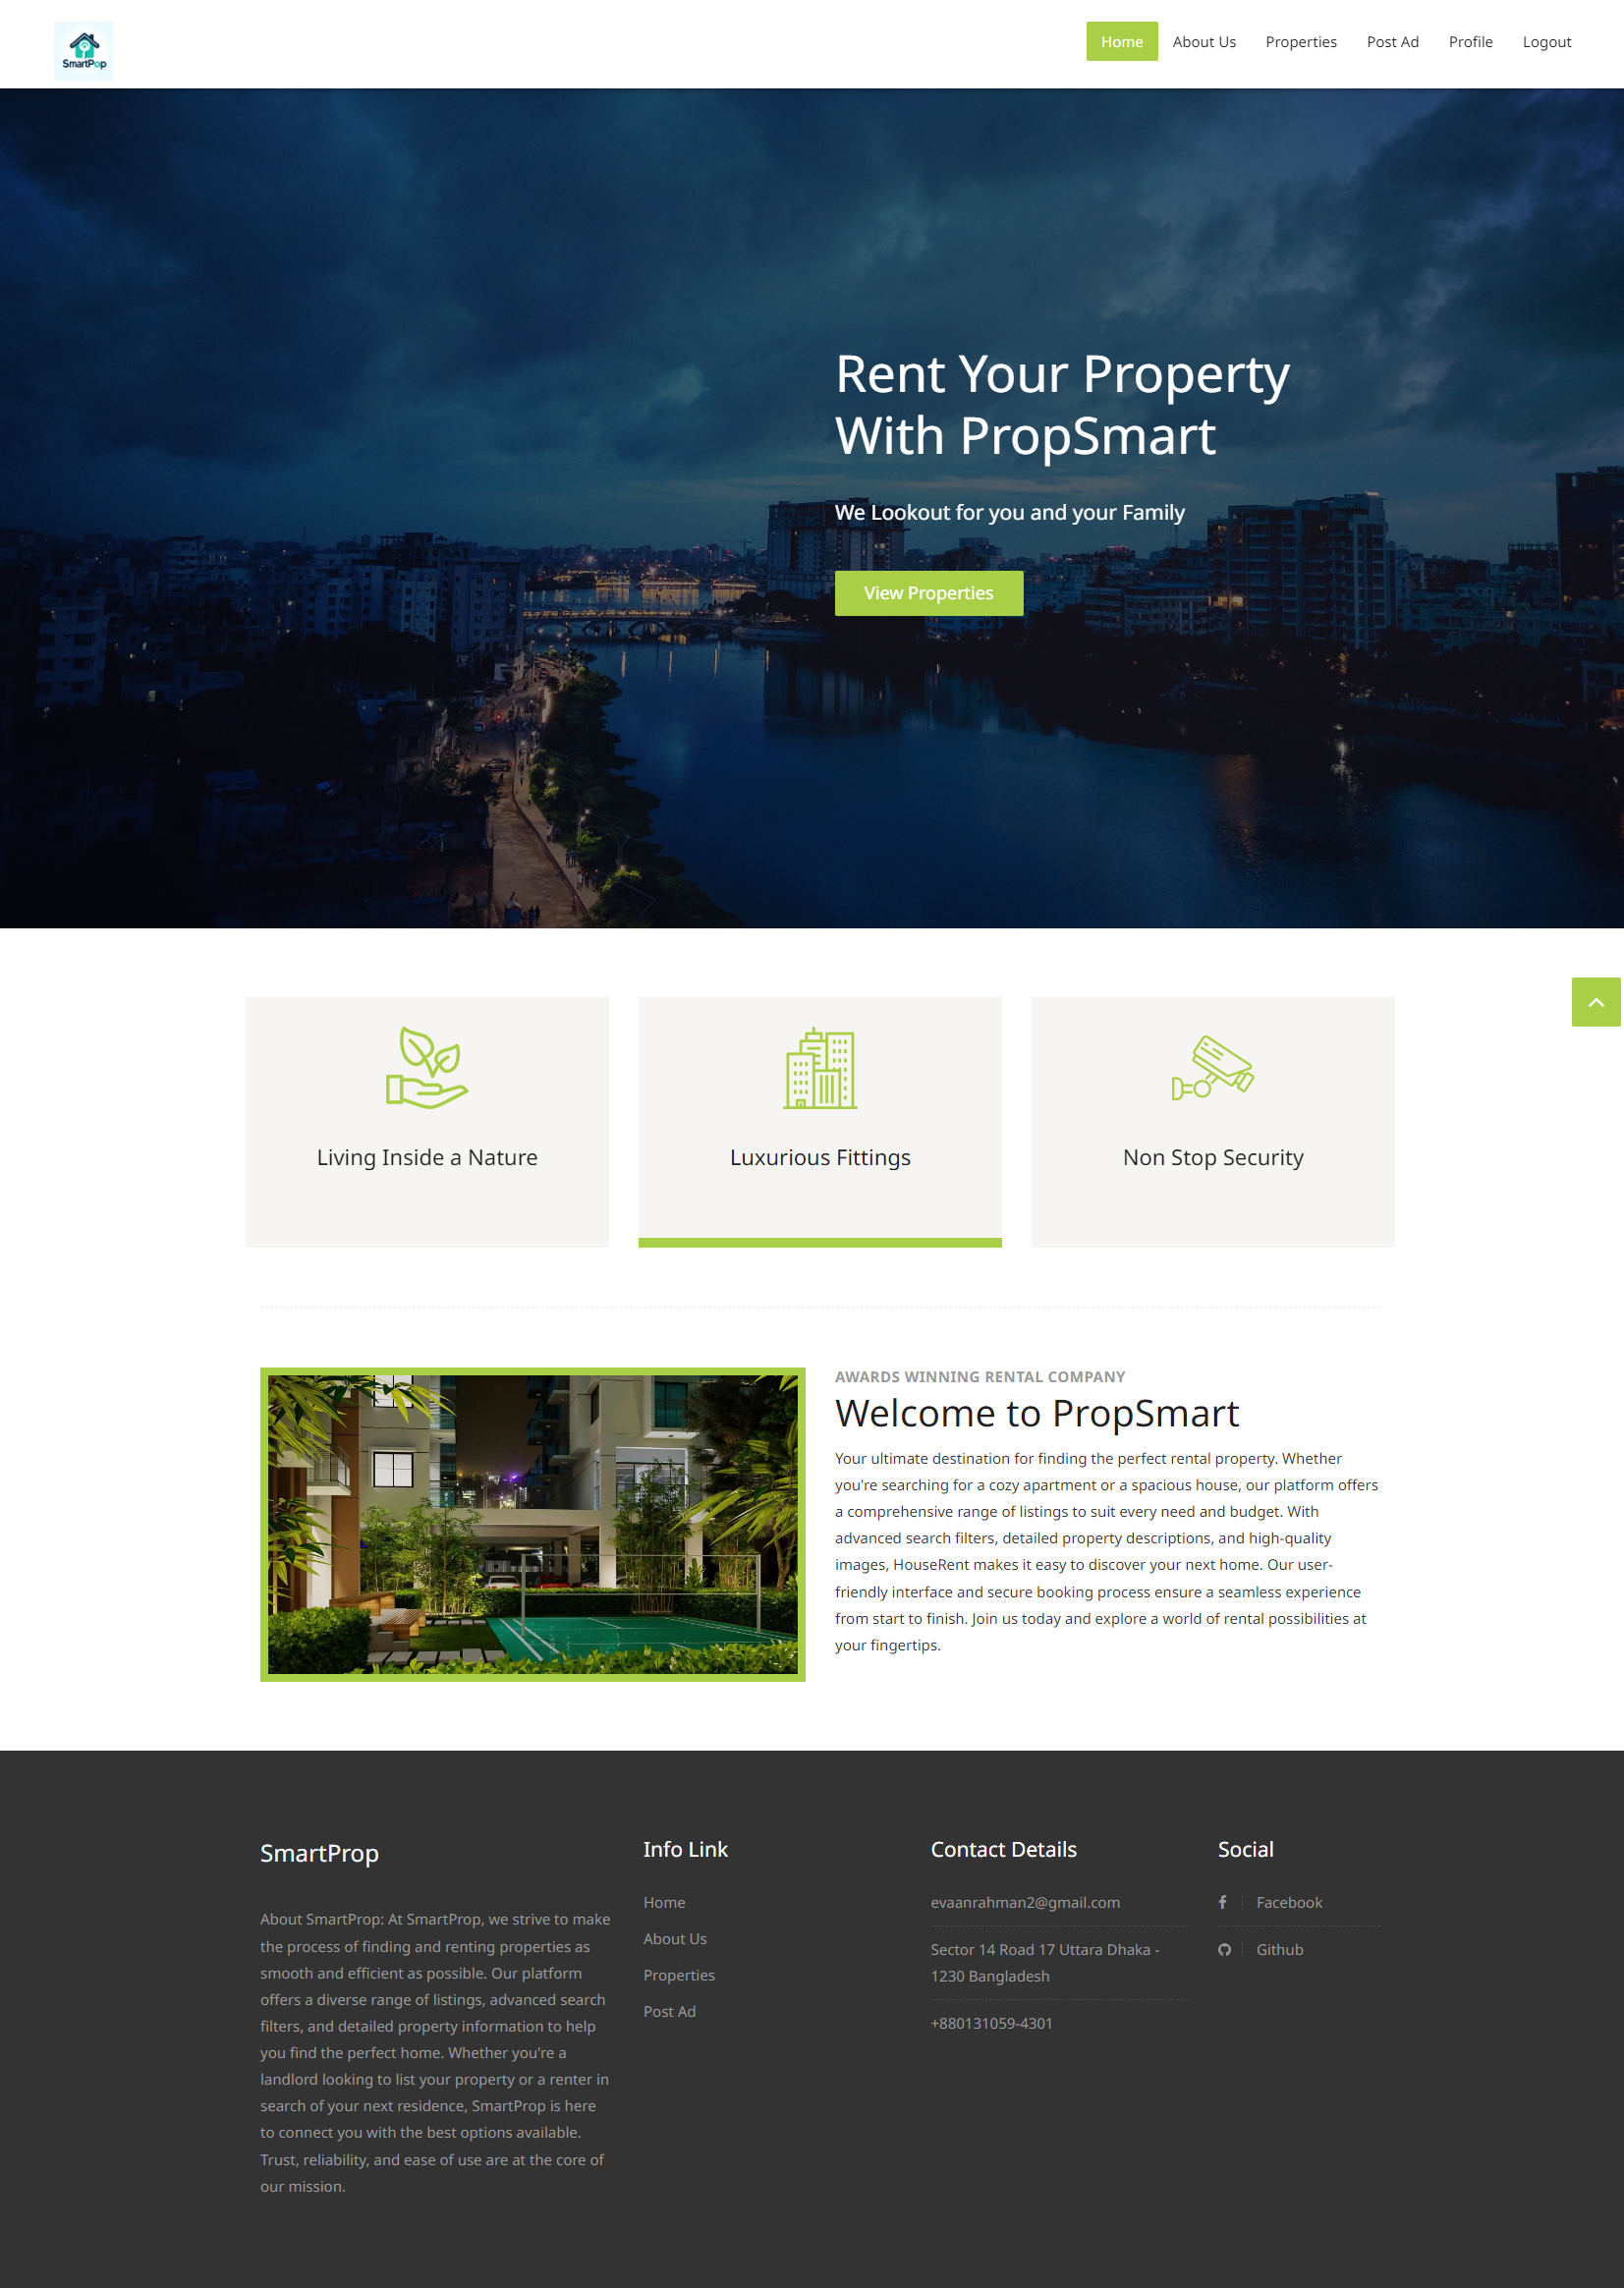 SmartPop
Home
About Us
Properties
Post Ad
Profile
Logout
Rent Your Property
With PropSmart
We Lookout for you and your Family
View Properties
Living Inside a Nature
Luxurious Fittings
Non Stop Security
AWARDS WINNING RENTAL COMPANY
Welcome to PropSmart
Your ultimate destination for finding the perfect rental property. Whether
you're searching for a cozy apartment or a spacious house, our platform offers
a comprehensive range of listings to suit every need and budget. With
advanced search filters, detailed property descriptions, and high-quality
images, HouseRent makes it easy to discover your next home. Our user-
friendly interface and secure booking process ensure a seamless experience
from start to finish. Join us today and explore a world of rental possibilities at
your fingertips.
SmartProp
About SmartProp: At SmartProp, we strive to make
the process of finding and renting properties as
smooth and efficient as possible. Our platform
offers a diverse range of listings, advanced search
filters, and detailed property information to help
you find the perfect home. Whether you're a
landlord looking to list your property or a renter in
search of your next residence, SmartProp is here
to connect you with the best options available.
Trust, reliability, and ease of use are at the core of
our mission.
Info Link
Home
About Us
Properties
Post Ad
Contact Details
evaanrahman2@gmail.com
Sector 14 Road 17 Uttara Dhaka -
1230 Bangladesh
+880131059-4301
Social
Facebook
Github